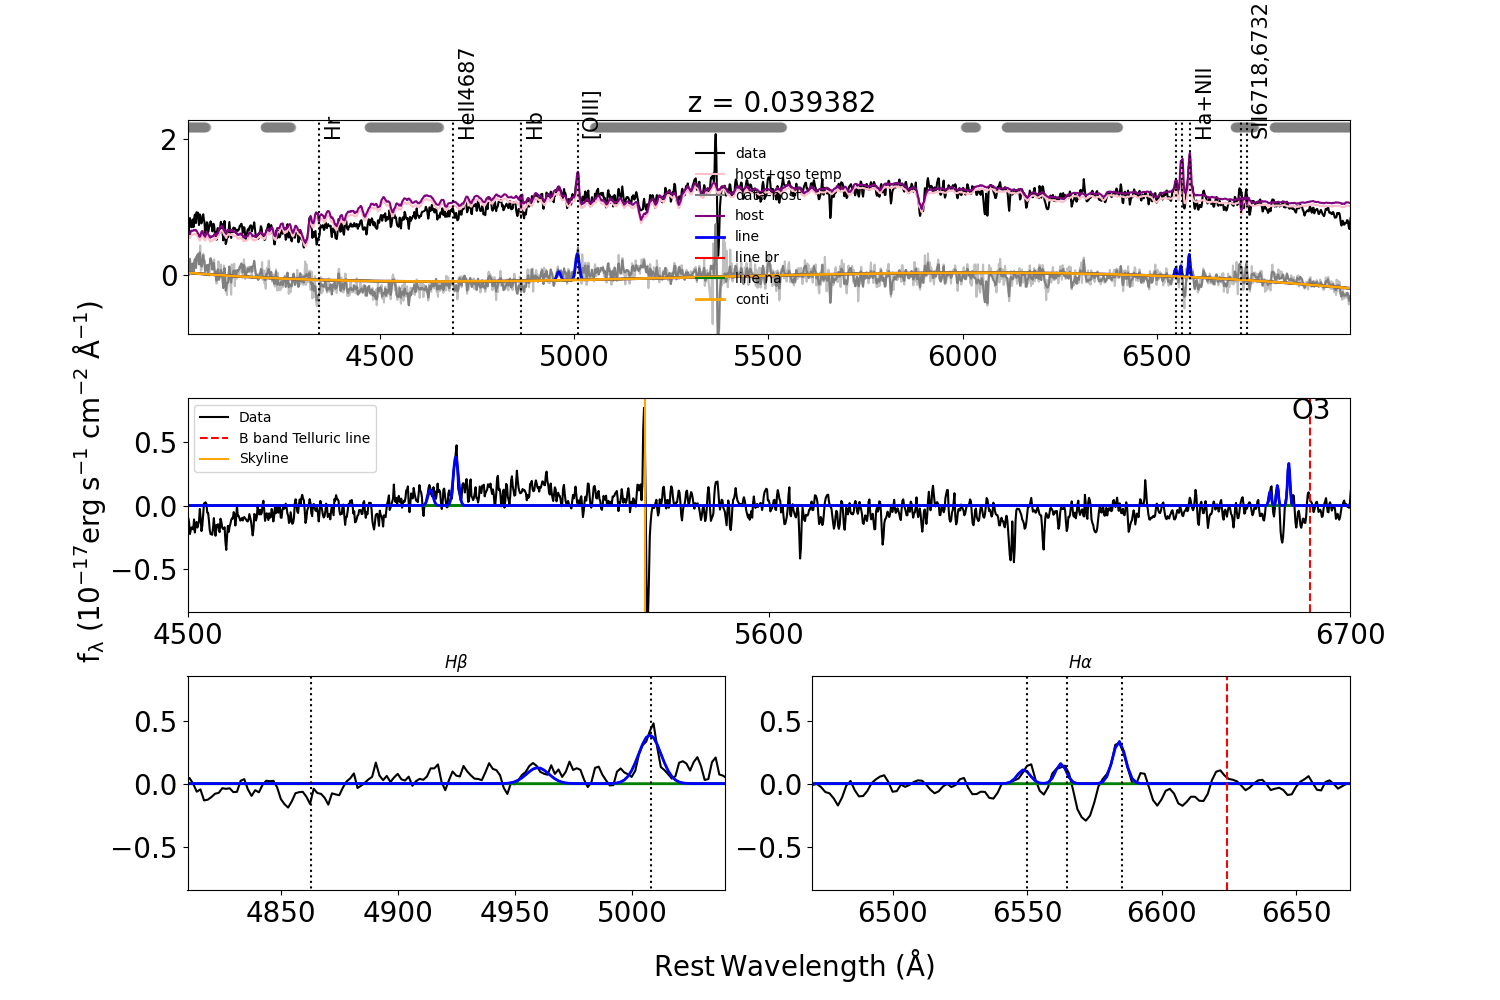 z = 0.039382
Hr
HeII4687
Hb
[OIII]
Ha+NII
SII6718,6732
2
0
data
host+qso temp
data-host
host
line
line br
line na
conti
4500 5000 5500 6000 6500
f_λ (10^−17 erg s^−1 cm^−2 Å^−1)
Data
B band Telluric line
Skyline
O3
0.5
0.0
−0.5
4500 5600 6700
Hβ
0.5
0.0
−0.5
4850 4900 4950 5000
Hα
0.5
0.0
−0.5
6500 6550 6600 6650
Rest Wavelength (Å)